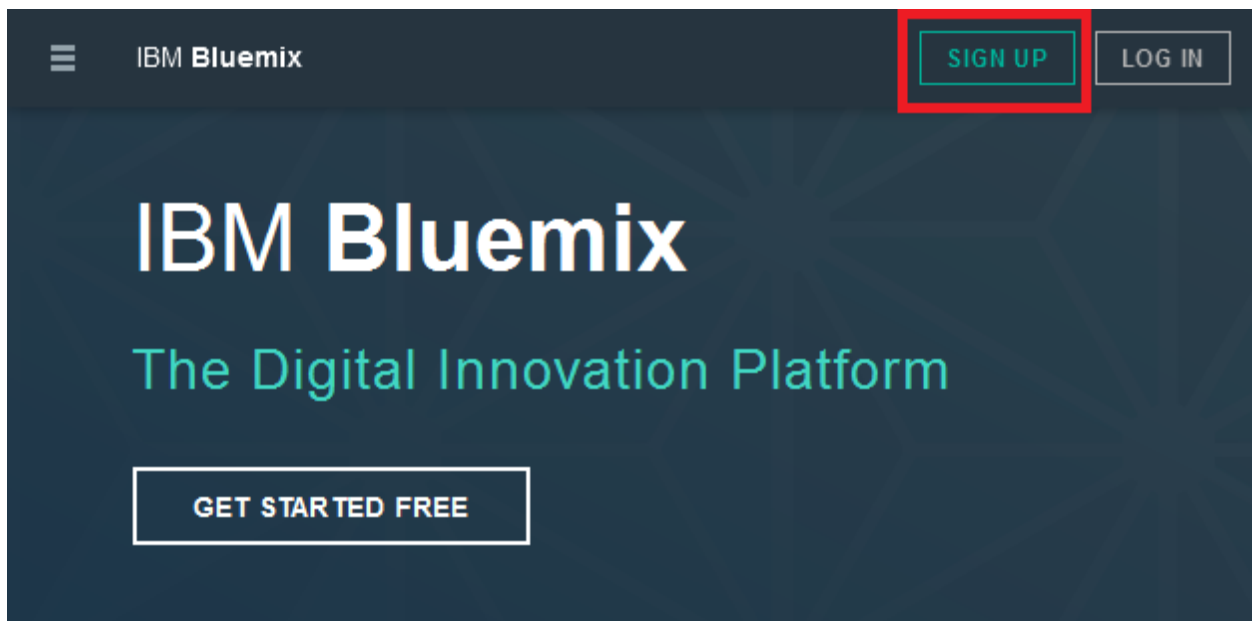 IBM Bluemix
SIGN UP
LOG IN
IBM Bluemix
The Digital Innovation Platform
GET STARTED FREE